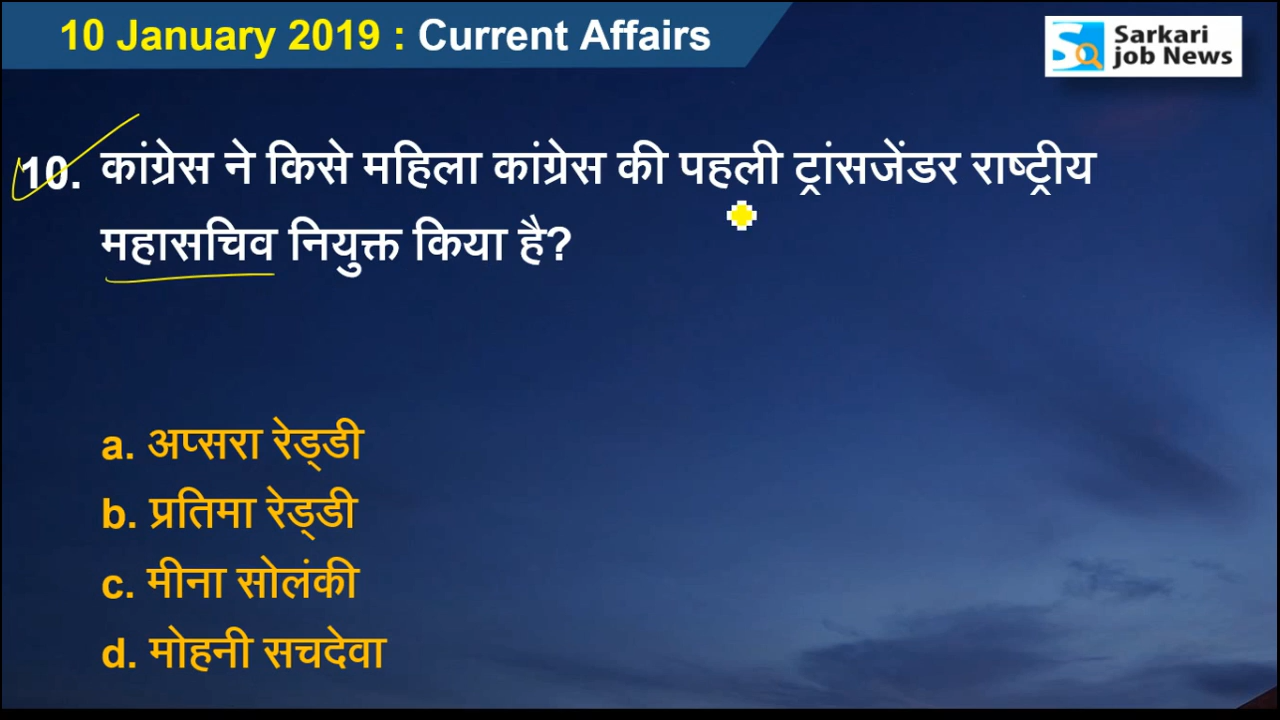 10 January 2019 : Current Affairs
Sarkari
job News
10. कांग्रेस ने किसे महिला कांग्रेस की पहली ट्रांसजेंडर राष्ट्रीय
महासचिव नियुक्त किया है?
a. अप्सरा रेड्डी
b. प्रतिमा रेड्डी
c. मीना सोलंकी
d. मोहनी सचदेवा